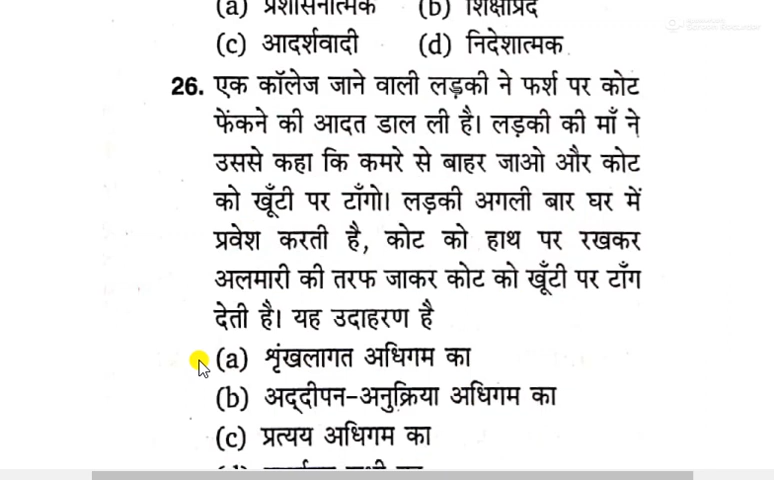 (a) प्रशासनात्मक (b) शिक्षाप्रद
(c) आदर्शवादी (d) निदेशात्मक
26. एक कॉलेज जाने वाली लड़की ने फर्श पर कोट
फेंकने की आदत डाल ली है। लड़की की माँ ने
उससे कहा कि कमरे से बाहर जाओ और कोट
को खूँटी पर टाँगो। लड़की अगली बार घर में
प्रवेश करती है, कोट को हाथ पर रखकर
अलमारी की तरफ जाकर कोट को खूँटी पर टाँग
देती है। यह उदाहरण है
(a) शृंखलागत अधिगम का
(b) अद्दीपन-अनुक्रिया अधिगम का
(c) प्रत्यय अधिगम का